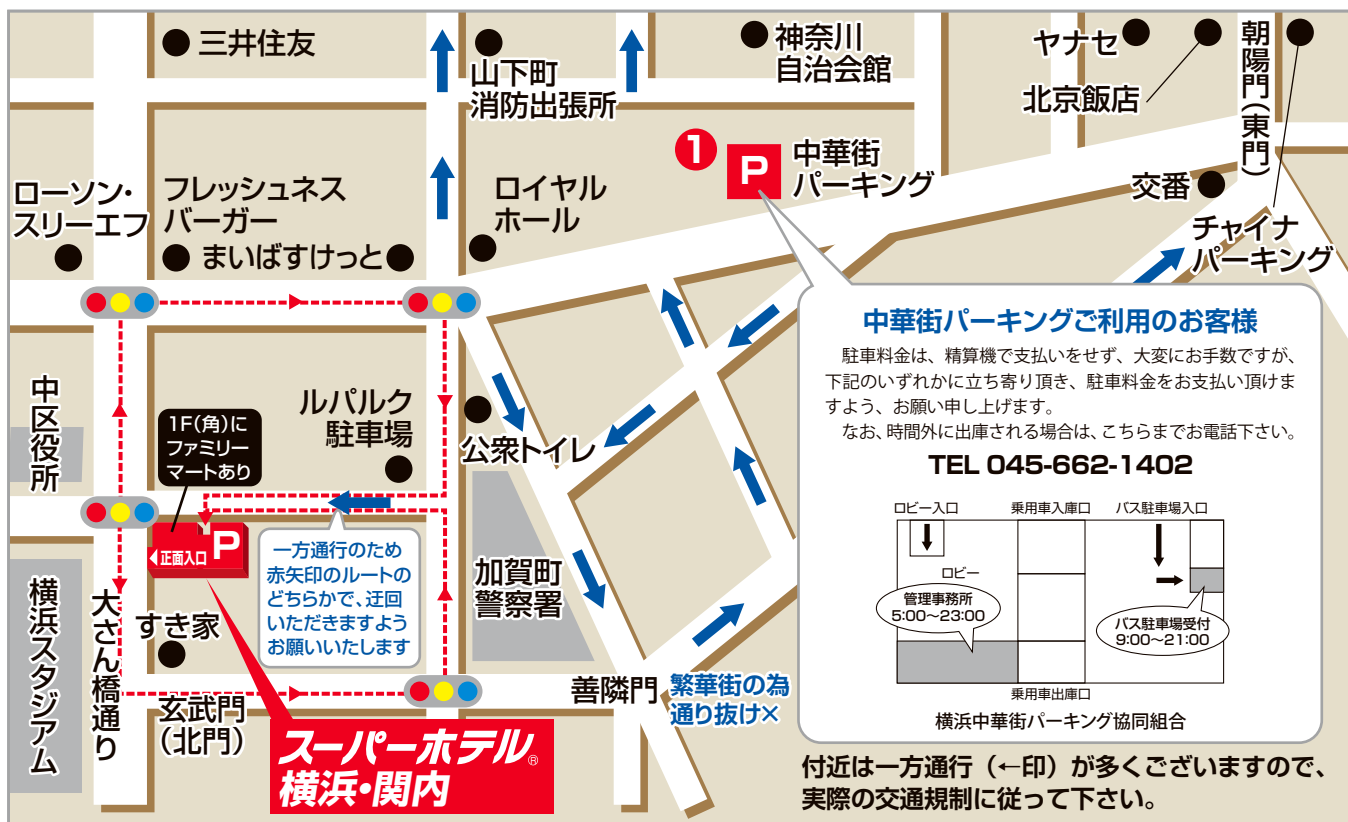 三井住友
山下町
消防出張所
神奈川
自治会館
ヤナセ
北京飯店
朝陽門(東門)
1
P
中華街
パーキング
ローソン・
スリーエフ
フレッシュネス
バーガー
まいばすけっと
ロイヤル
ホール
交番
チャイナ
パーキング
中区役所
1F(角)に
ファミリー
マートあり
ルパルク
駐車場
公衆トイレ
正面入口
P
一方通行のため
赤矢印のルートの
どちらかで、迂回
いただきますよう
お願いいたします
加賀町
警察署
横浜スタジアム
大さん橋通り
すき家
玄武門
(北門)
善隣門
繁華街の為
通り抜け×
スーパーホテル®
横浜・関内
中華街パーキングご利用のお客様
駐車料金は、精算機で支払いをせず、大変にお手数ですが、
下記のいずれかに立ち寄り頂き、駐車料金をお支払い頂けま
すよう、お願い申し上げます。
なお、時間外に出庫される場合は、こちらまでお電話下さい。
TEL 045-662-1402
ロビー入口
乗用車入庫口
バス駐車場入口
ロビー
管理事務所
5:00〜23:00
バス駐車場受付
9:00〜21:00
乗用車出庫口
横浜中華街パーキング協同組合
付近は一方通行（←印）が多くございますので、
実際の交通規制に従って下さい。